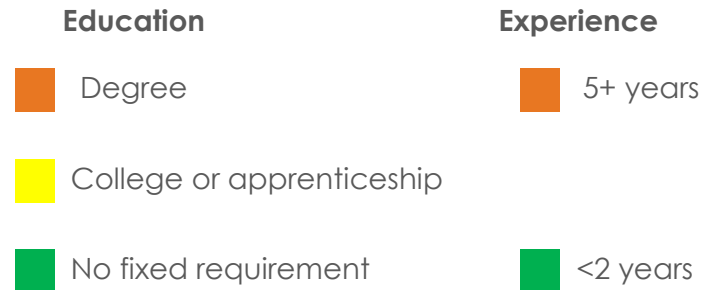 Education Experience
Degree 5+ years
College or apprenticeship
No fixed requirement <2 years